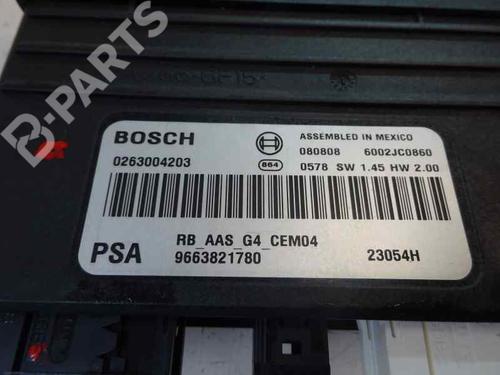 B-PARTS
BOSCH
0263004203
864
ASSEMBLED IN MEXICO
080808 6002JC0860
0578 SW 1.45 HW 2.00
PSA
RB_AAS_G4_CEM04
9663821780
23054H